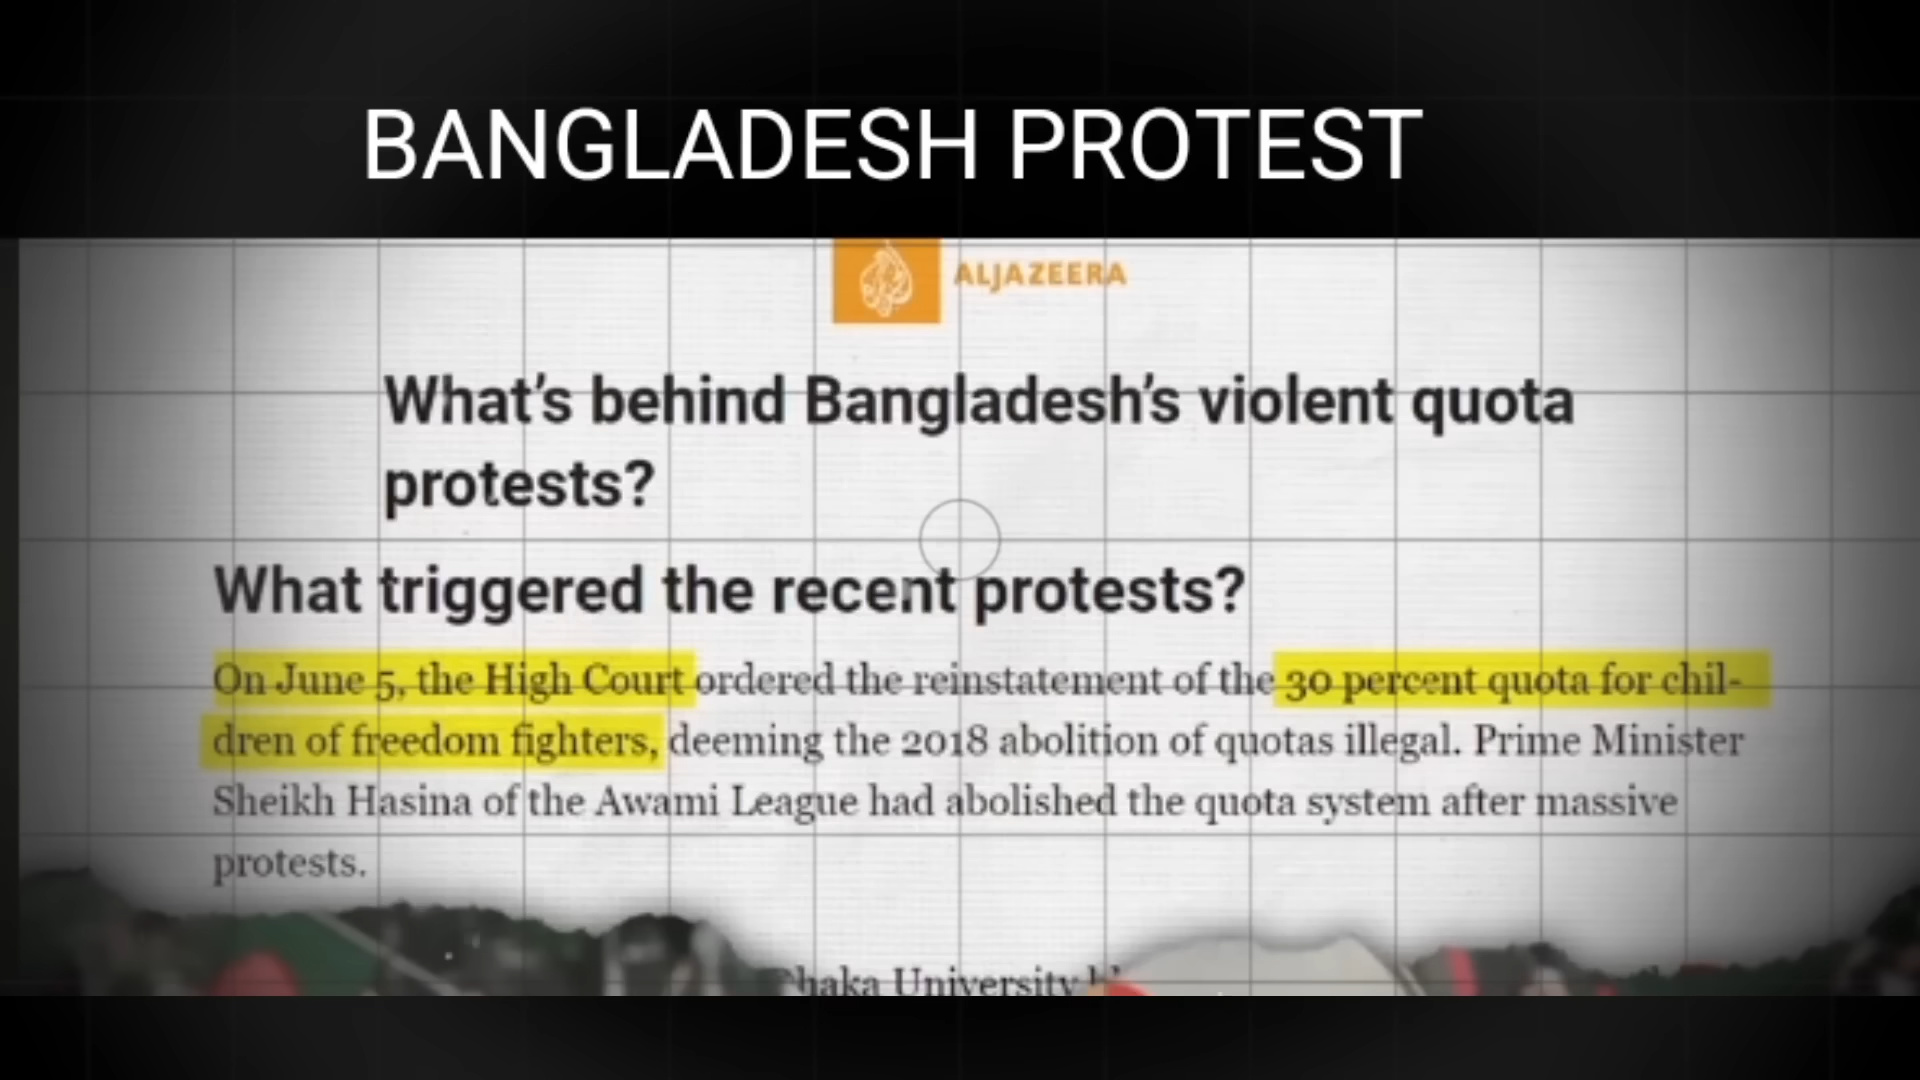 BANGLADESH PROTEST
ALJAZEERA
What's behind Bangladesh's violent quota
protests?
What triggered the recent protests?
On June 5, the High Court ordered the reinstatement of the 30 percent quota for chil-
dren of freedom fighters, deeming the 2018 abolition of quotas illegal. Prime Minister
Sheikh Hasina of the Awami League had abolished the quota system after massive
protests.
University